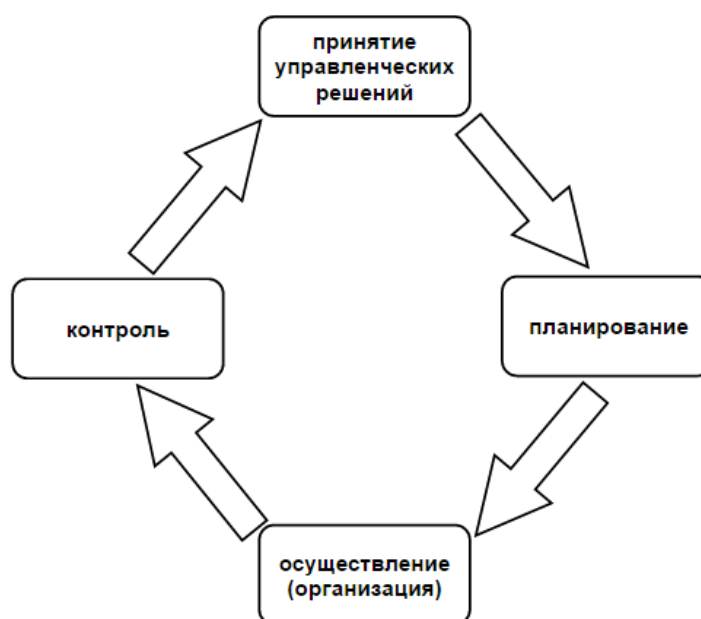 принятие
управленческих
решений
контроль
планирование
осуществление
(организация)